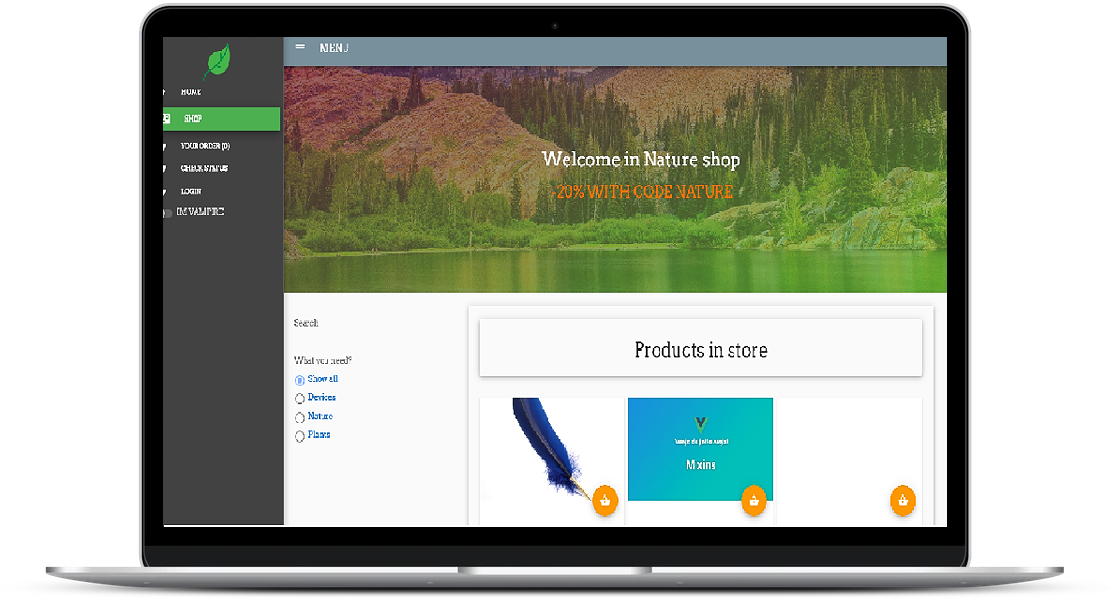 MENU
HOME
SHOP
YOUR ORDER (0)
CHECK STATUS
LOGIN
IM VAMPIRE
Welcome in Nature shop
-20% WITH CODE NATURE
Search
What you need?
Show all
Devices
Nature
Plants
Products in store
Mixins